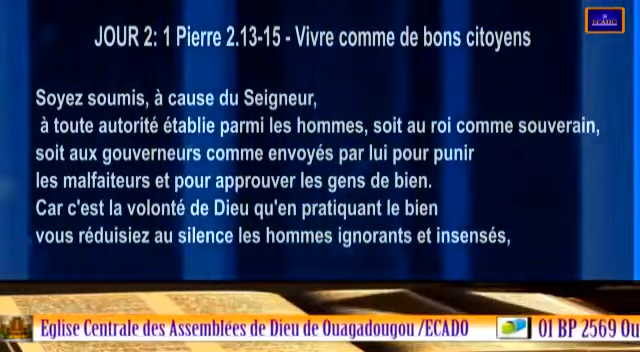 ECADO
JOUR 2: 1 Pierre 2.13-15 - Vivre comme de bons citoyens
Soyez soumis, à cause du Seigneur,
à toute autorité établie parmi les hommes, soit au roi comme souverain,
soit aux gouverneurs comme envoyés par lui pour punir
les malfaiteurs et pour approuver les gens de bien.
Car c'est la volonté de Dieu qu'en pratiquant le bien
vous réduisiez au silence les hommes ignorants et insensés,
Eglise Centrale des Assemblées de Dieu de Ouagadougou /ECADO 01 BP 2569 Ou